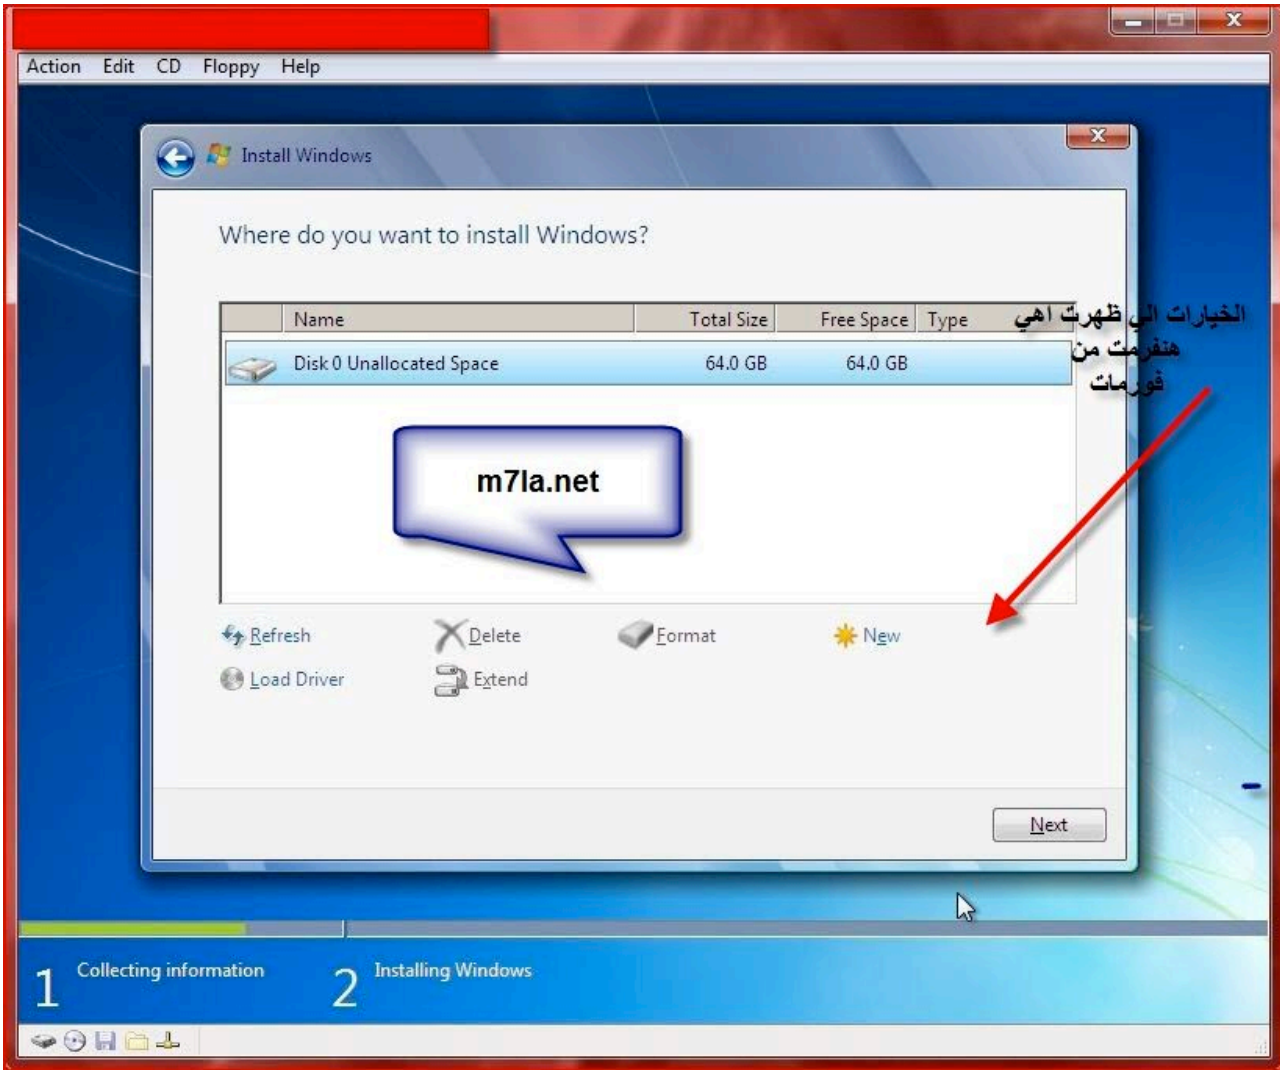 Action Edit CD Floppy Help
Install Windows
Where do you want to install Windows?
Name Total Size Free Space Type
الخيارات الي ظهرت اهي
هنفرمت من
فورمات
Disk 0 Unallocated Space 64.0 GB 64.0 GB
m7la.net
Refresh Delete Format New
Load Driver Extend
Next
1 Collecting information 2 Installing Windows